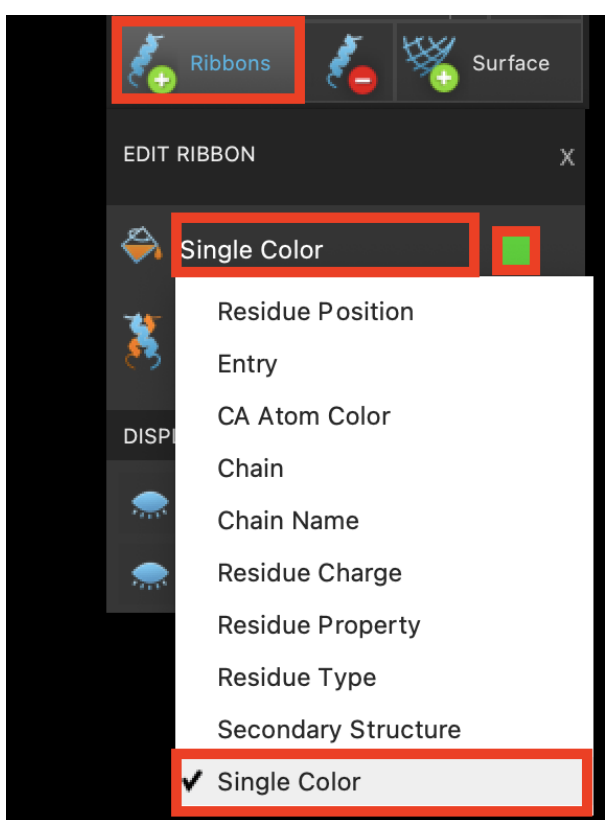 Ribbons
Surface
EDIT RIBBON
X
Single Color
Residue Position
Entry
CA Atom Color
Chain
DISPL
Chain Name
Residue Charge
Residue Property
Residue Type
Secondary Structure
✔ Single Color